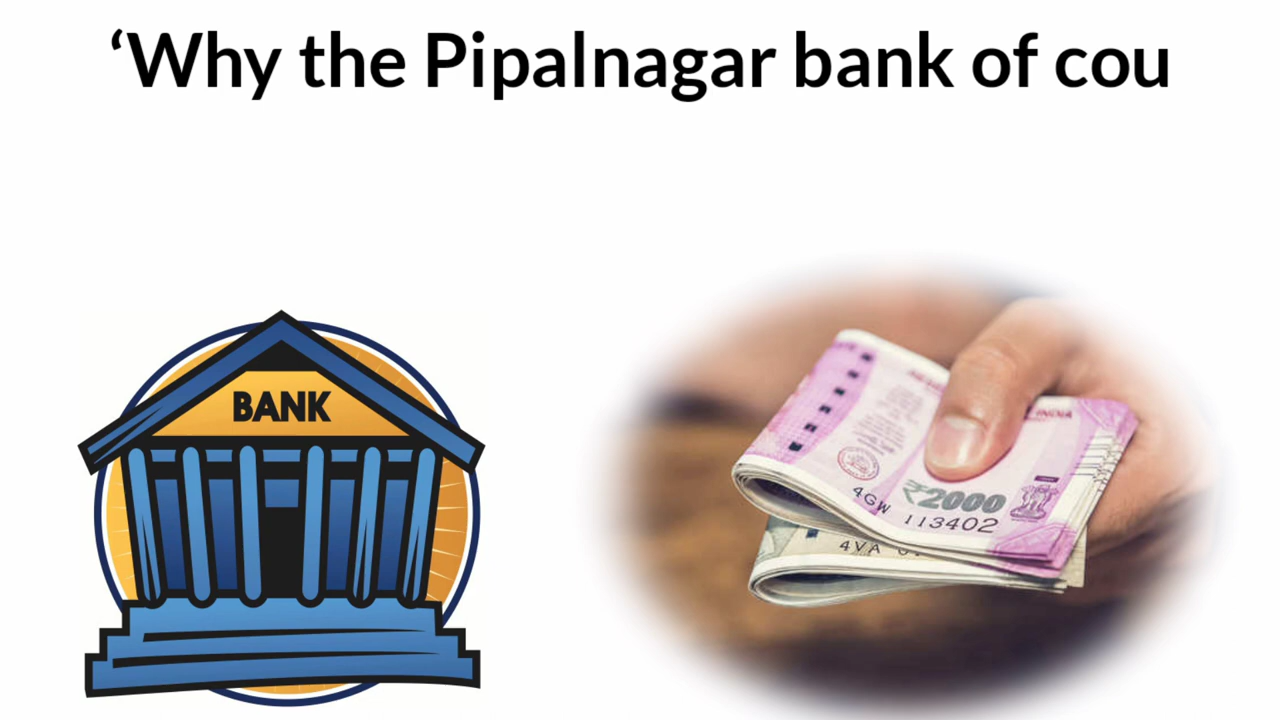 ‘Why the Pipalnagar bank of cou
BANK
₹2000
4GW 113402
4VA